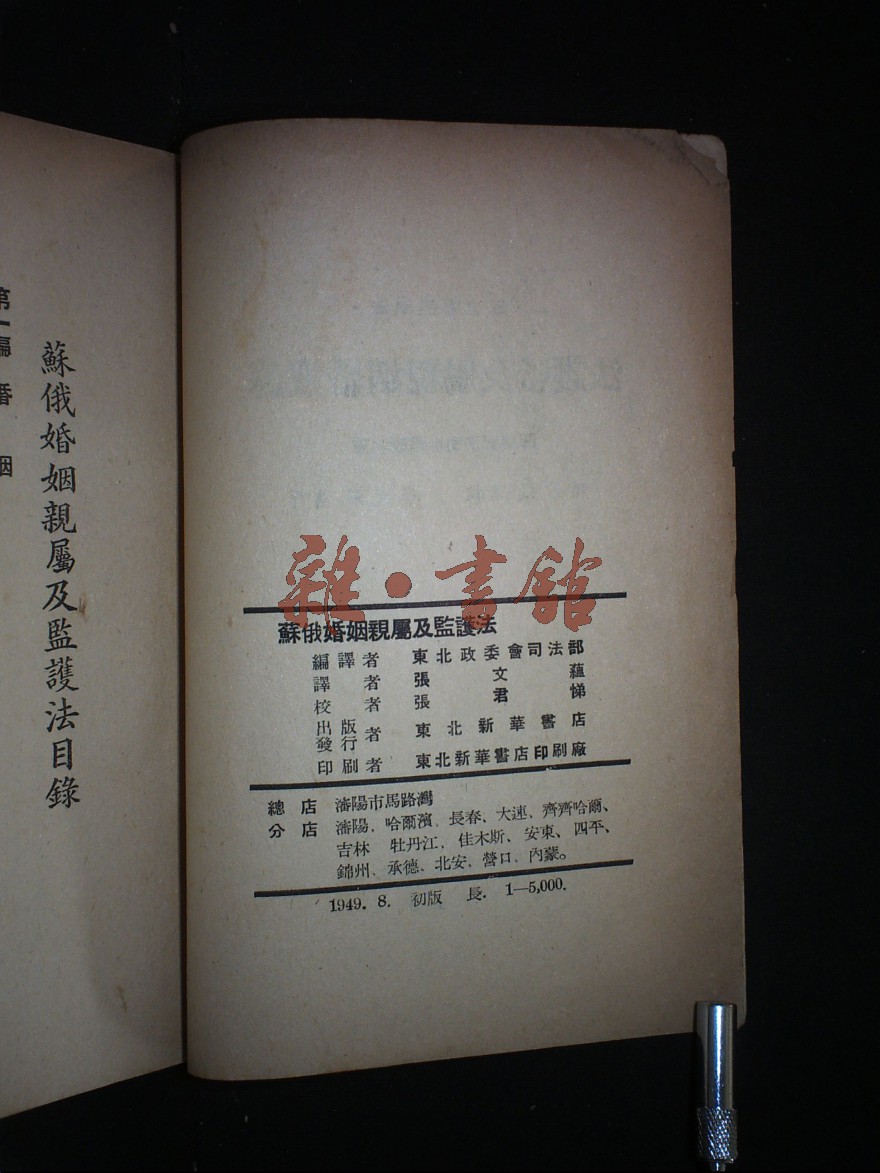 蘇俄婚姻親屬及監護法目錄
第一編 婚姻
雜·書館
蘇俄婚姻親屬及監護法
編譯者 東北政委會司法部
譯者 張文蘊
校者 張君悌
出版發行者 東北新華書店
印刷者 東北新華書店印刷廠
總店 瀋陽市馬路灣
分店 瀋陽、哈爾濱、長春、大連、齊齊哈爾、
吉林 牡丹江、佳木斯、安東、四平、
錦州、承德、北安、營口、內蒙。
1949. 8. 初版 長. 1—5,000.